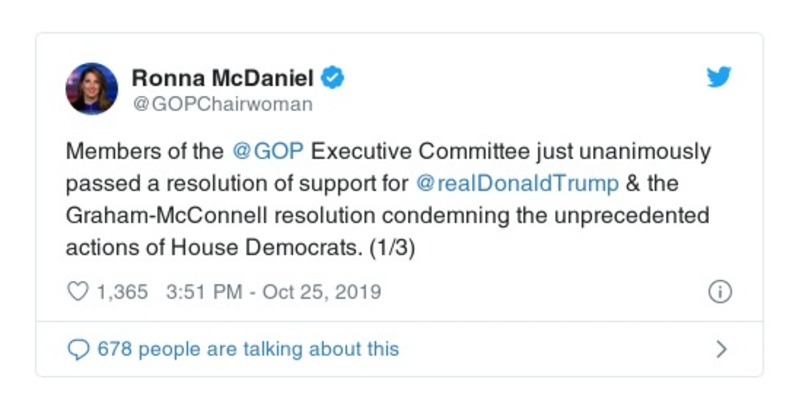 Ronna McDaniel
@GOPChairwoman
Members of the @GOP Executive Committee just unanimously
passed a resolution of support for @realDonaldTrump & the
Graham-McConnell resolution condemning the unprecedented
actions of House Democrats. (1/3)
1,365 3:51 PM - Oct 25, 2019
678 people are talking about this